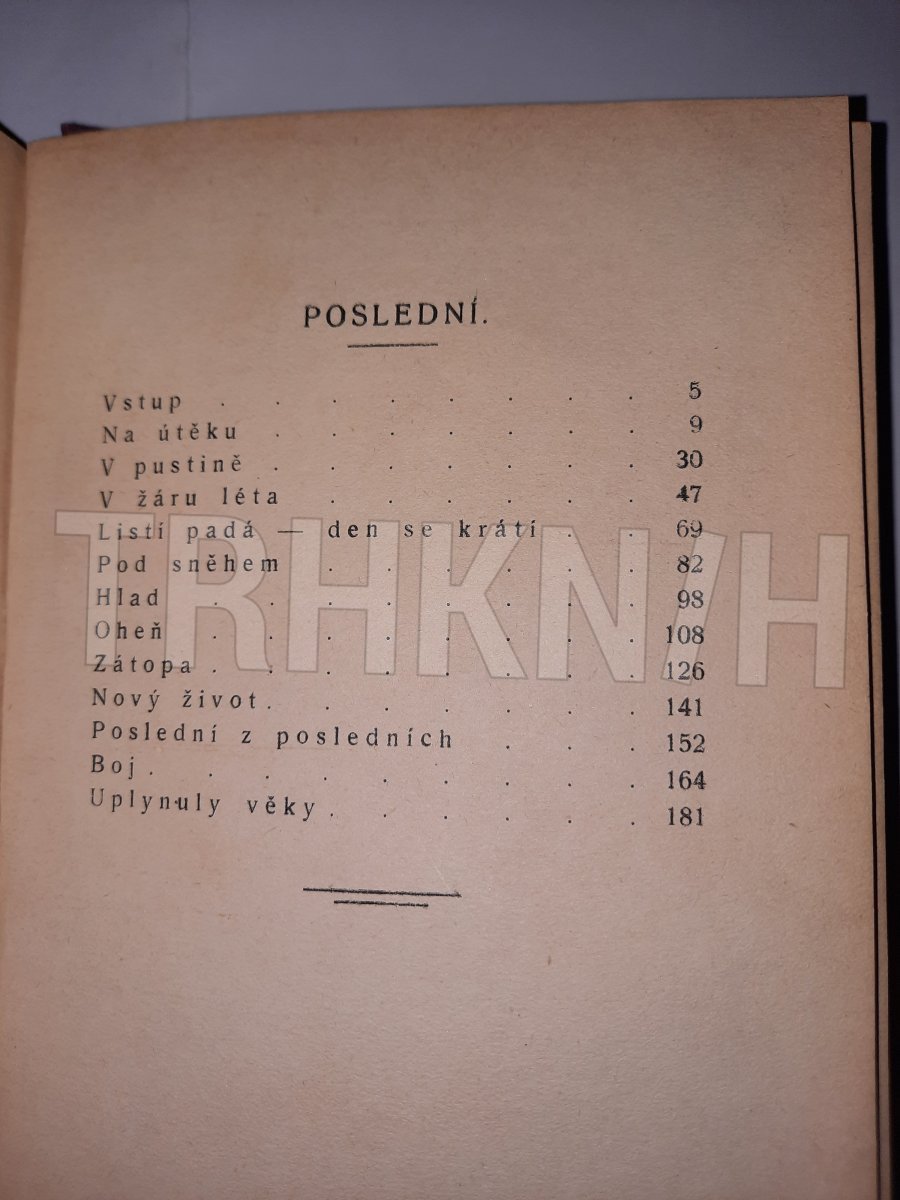 POSLEDNÍ.
Vstup . . . . . . . . 5
Na útěku . . . . . . . 9
V pustině . . . . . . . 30
V žáru léta . . . . . . 47
Listí padá — den se krátí . . 69
Pod sněhem . . . . . . 82
Hlad . . . . . . . . 98
Oheň . . . . . . . . 108
Zátopa . . . . . . . . 126
Nový život . . . . . . . 141
Poslední z posledních . . . 152
Boj . . . . . . . . . 164
Uplynuly věky . . . . . . 181
TRHKNIH